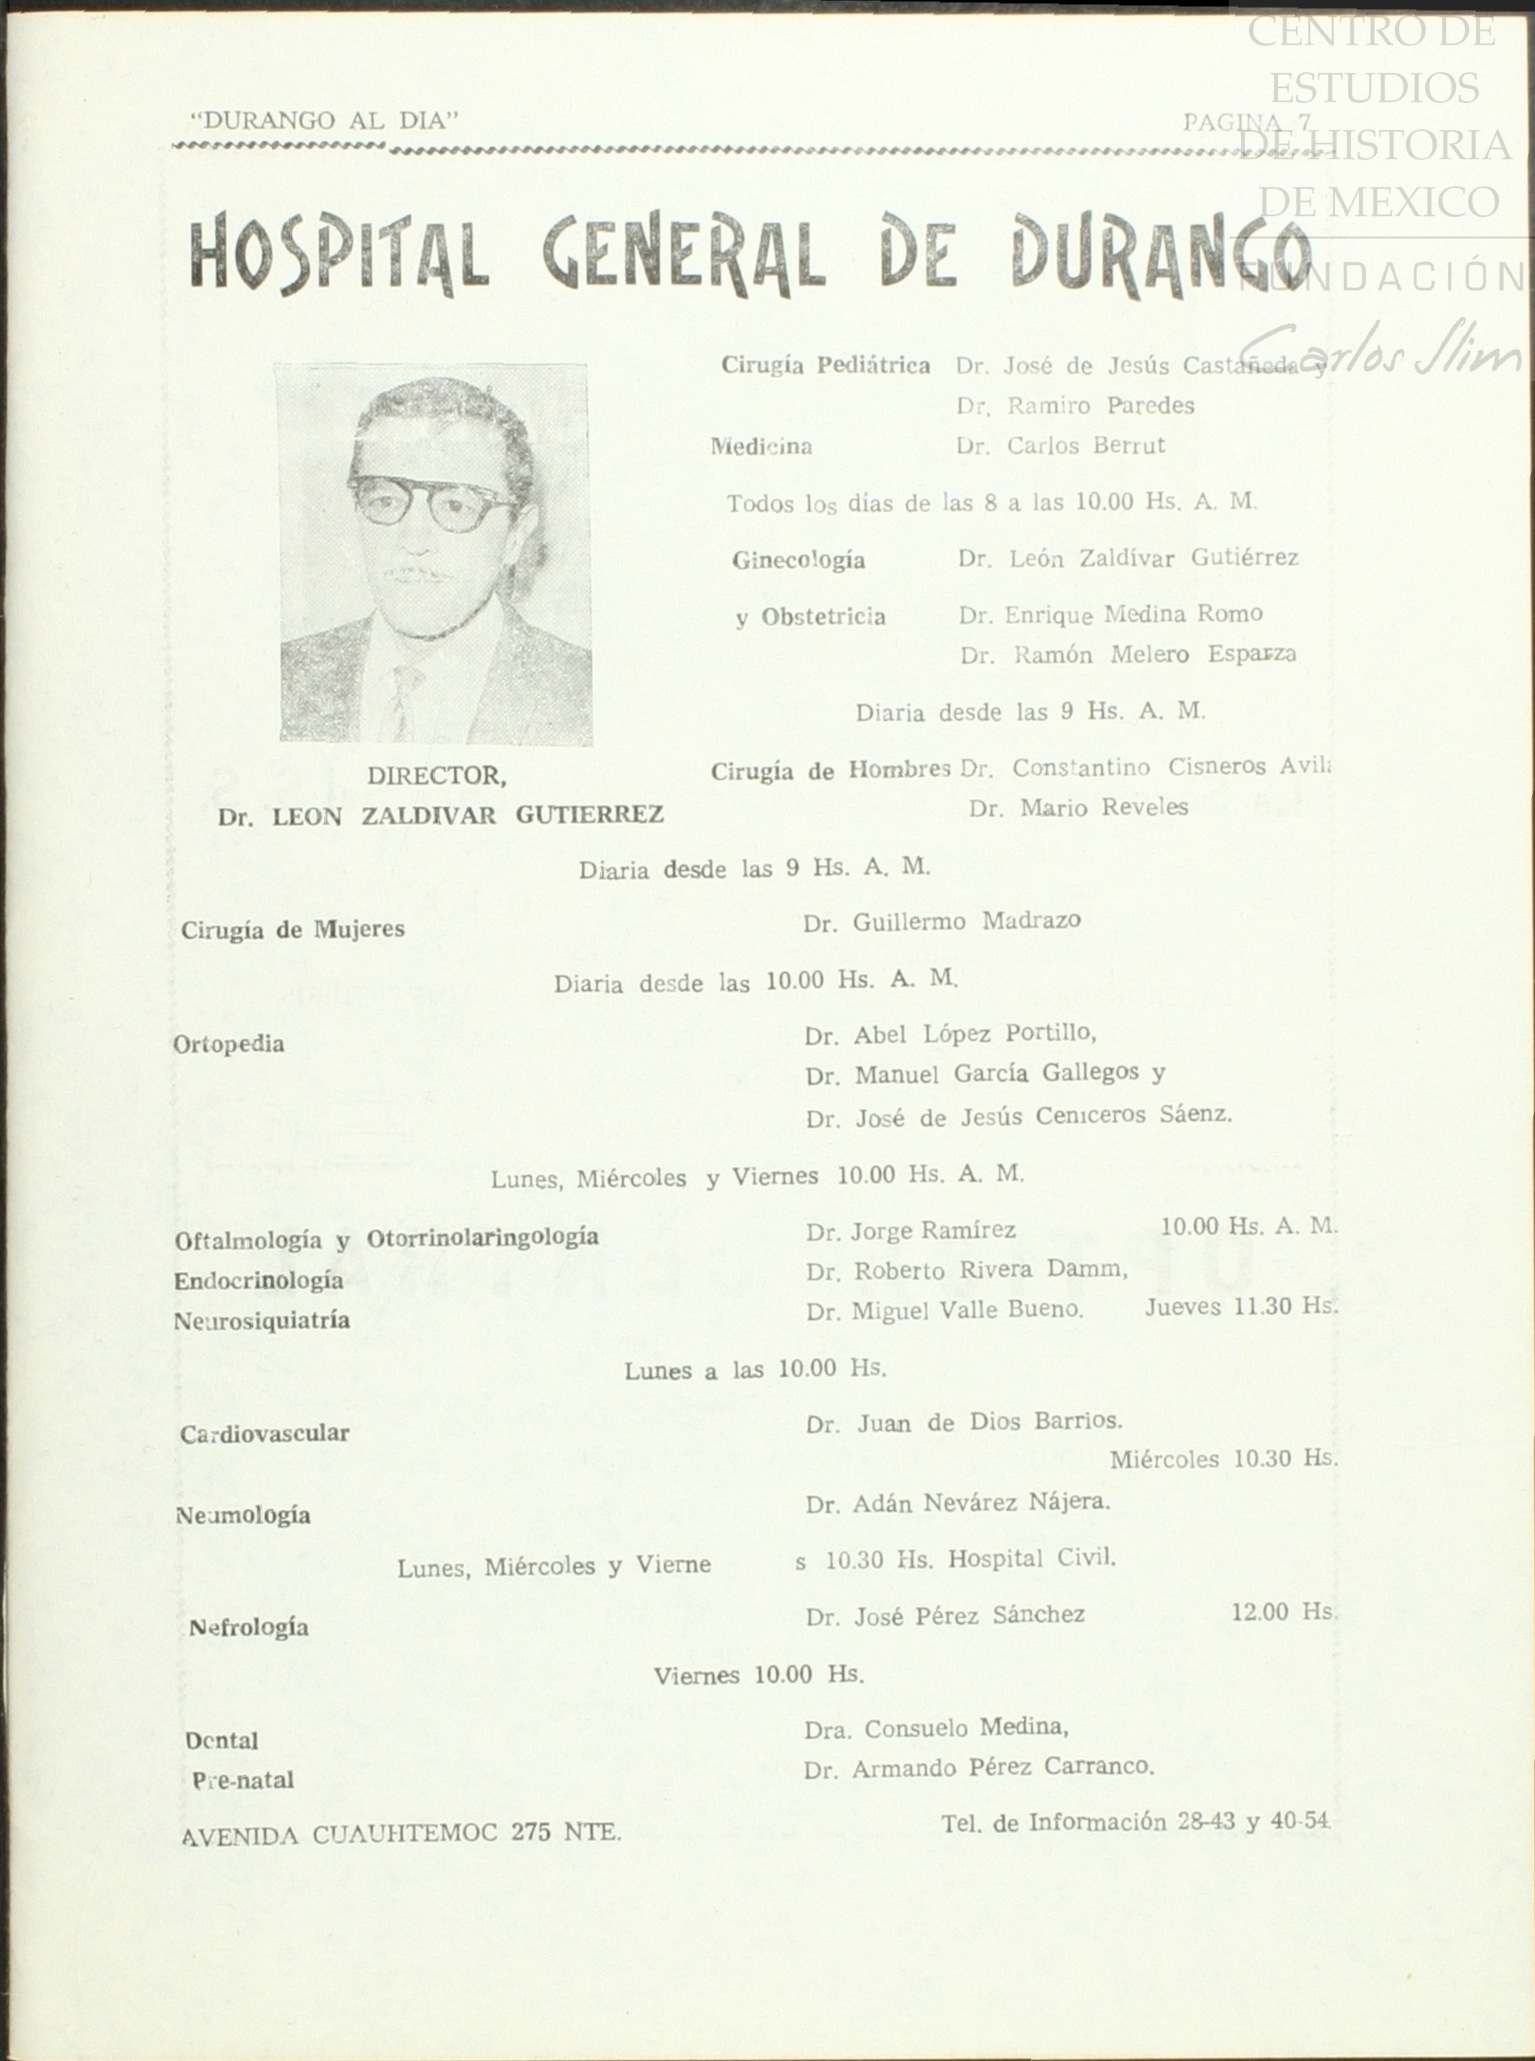 CENTRO DE
ESTUDIOS
DE HISTORIA
DE MEXICO
FUNDACIÓN
Carlos Slim
"DURANGO AL DIA" PAGINA 7
HOSPITAL GENERAL DE DURANGO
Cirugía Pediátrica Dr. José de Jesús Castañeda y
Dr. Ramiro Paredes
Medicina Dr. Carlos Berrut
Todos los días de las 8 a las 10.00 Hs. A. M.
Ginecología Dr. León Zaldívar Gutiérrez
y Obstetricia Dr. Enrique Medina Romo
Dr. Ramón Melero Esparza
Diaria desde las 9 Hs. A. M.
DIRECTOR,
Dr. LEON ZALDIVAR GUTIERREZ
Cirugía de Hombres Dr. Constantino Cisneros Avila
Dr. Mario Reveles
Diaria desde las 9 Hs. A. M.
Cirugía de Mujeres Dr. Guillermo Madrazo
Diaria desde las 10.00 Hs. A. M.
Ortopedia Dr. Abel López Portillo,
Dr. Manuel García Gallegos y
Dr. José de Jesús Ceniceros Sáenz.
Lunes, Miércoles y Viernes 10.00 Hs. A. M.
Oftalmología y Otorrinolaringología Dr. Jorge Ramírez 10.00 Hs. A. M.
Endocrinología Dr. Roberto Rivera Damm,
Neurosiquiatría Dr. Miguel Valle Bueno. Jueves 11.30 Hs.
Lunes a las 10.00 Hs.
Cardiovascular Dr. Juan de Dios Barrios.
Miércoles 10.30 Hs.
Neumología Dr. Adán Nevárez Nájera.
Lunes, Miércoles y Vierne s 10.30 Hs. Hospital Civil.
Nefrología Dr. José Pérez Sánchez 12.00 Hs.
Viernes 10.00 Hs.
Dental Dra. Consuelo Medina,
Pre-natal Dr. Armando Pérez Carranco.
AVENIDA CUAUHTEMOC 275 NTE. Tel. de Información 28-43 y 40-54